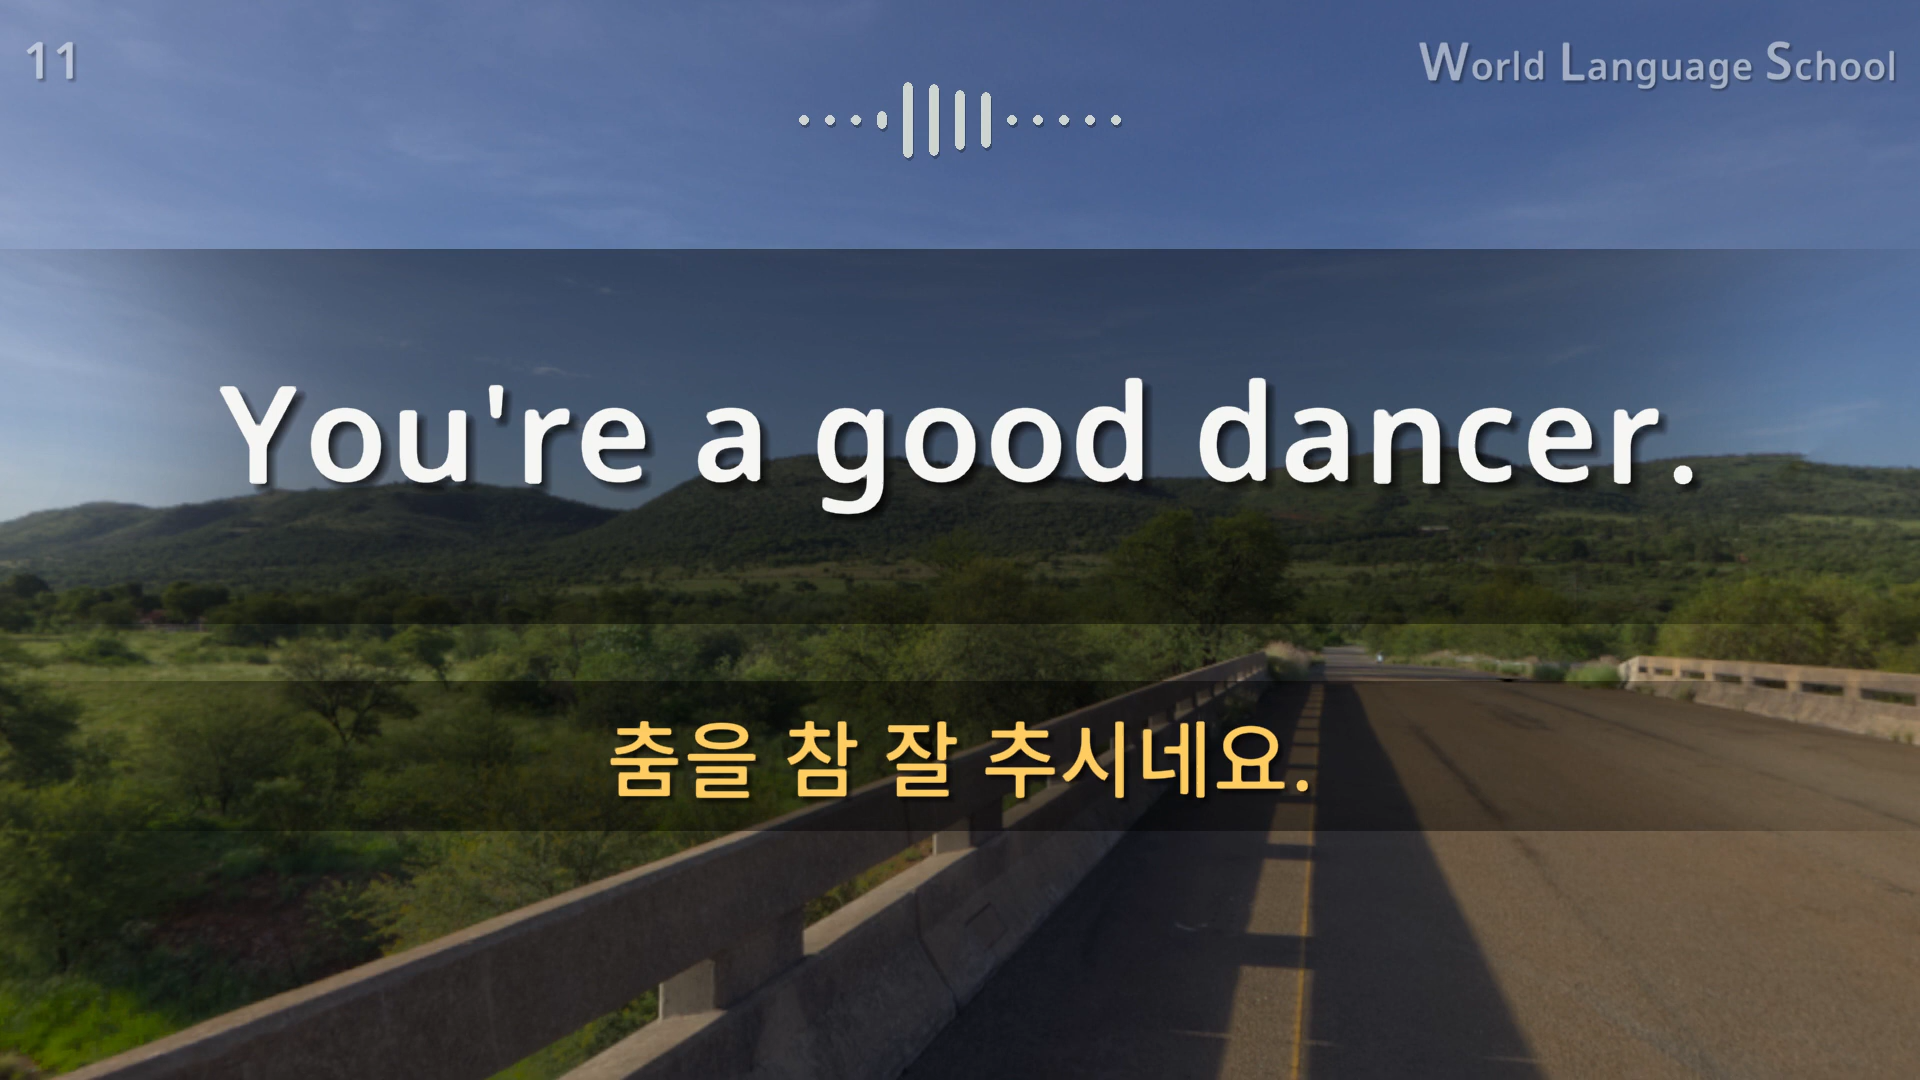 11
World Language School
You're a good dancer.
춤을 참 잘 추시네요.